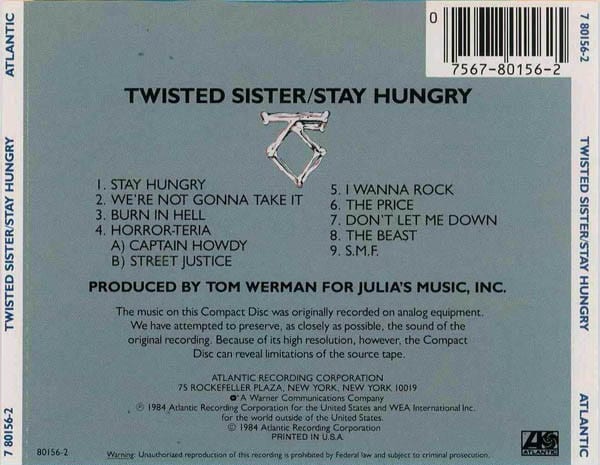 7 80156-2
ATLANTIC
TWISTED SISTER/STAY HUNGRY
ATLANTIC
7 80156-2
0
7567-80156-2
TWISTED SISTER/STAY HUNGRY
1. STAY HUNGRY
2. WE'RE NOT GONNA TAKE IT
3. BURN IN HELL
4. HORROR-TERIA
A) CAPTAIN HOWDY
B) STREET JUSTICE
5. I WANNA ROCK
6. THE PRICE
7. DON'T LET ME DOWN
8. THE BEAST
9. S.M.F.
PRODUCED BY TOM WERMAN FOR JULIA'S MUSIC, INC.
The music on this Compact Disc was originally recorded on analog equipment.
We have attempted to preserve, as closely as possible, the sound of the
original recording. Because of its high resolution, however, the Compact
Disc can reveal limitations of the source tape.
ATLANTIC RECORDING CORPORATION
75 ROCKEFELLER PLAZA, NEW YORK, NEW YORK 10019
A Warner Communications Company
℗ 1984 Atlantic Recording Corporation for the United States and WEA International Inc.
for the world outside of the United States.
© 1984 Atlantic Recording Corporation
PRINTED IN U.S.A.
80156-2
Warning: Unauthorized reproduction of this recording is prohibited by Federal law and subject to criminal prosecution.
ATLANTIC
7 80156-2
TWISTED SISTER/STAY HUNGRY
ATLANTIC
7 80156-2